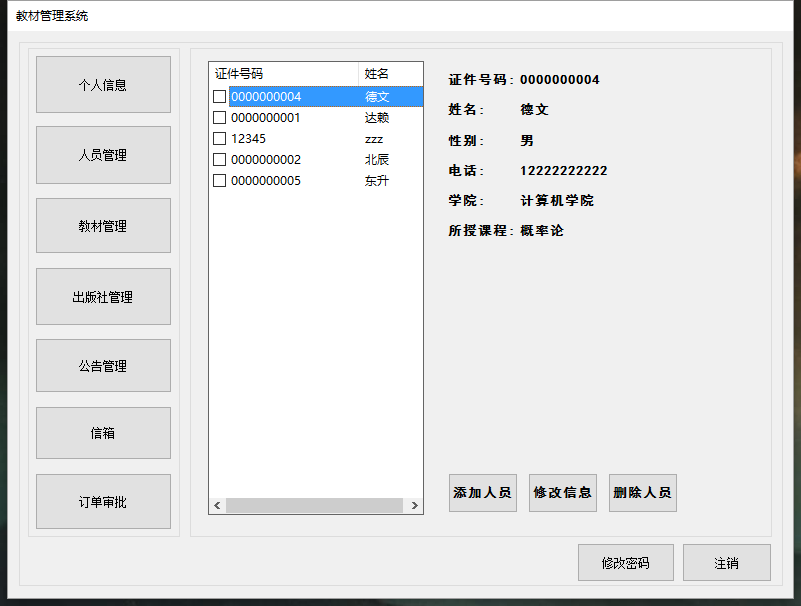 教材管理系统
个人信息
人员管理
教材管理
出版社管理
公告管理
信箱
订单审批
证件号码 姓名
0000000004 德文
0000000001 达赖
12345 zzz
0000000002 北辰
0000000005 东升
证件号码: 0000000004
姓名: 德文
性别: 男
电话: 12222222222
学院: 计算机学院
所授课程: 概率论
添加人员 修改信息 删除人员
修改密码 注销